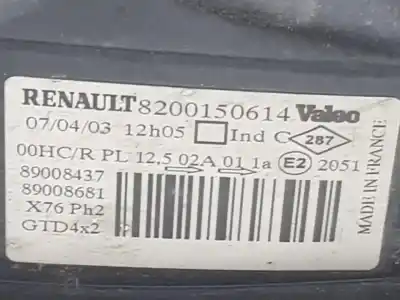 RENAULT 8200150614 Valeo
07/04/03 12h05 Ind C 287
00HC/R PL 12,5 02A 01 1a E2 2051
89008437
89008681
X76 Ph2
GTD4x2
MADE IN FRANCE